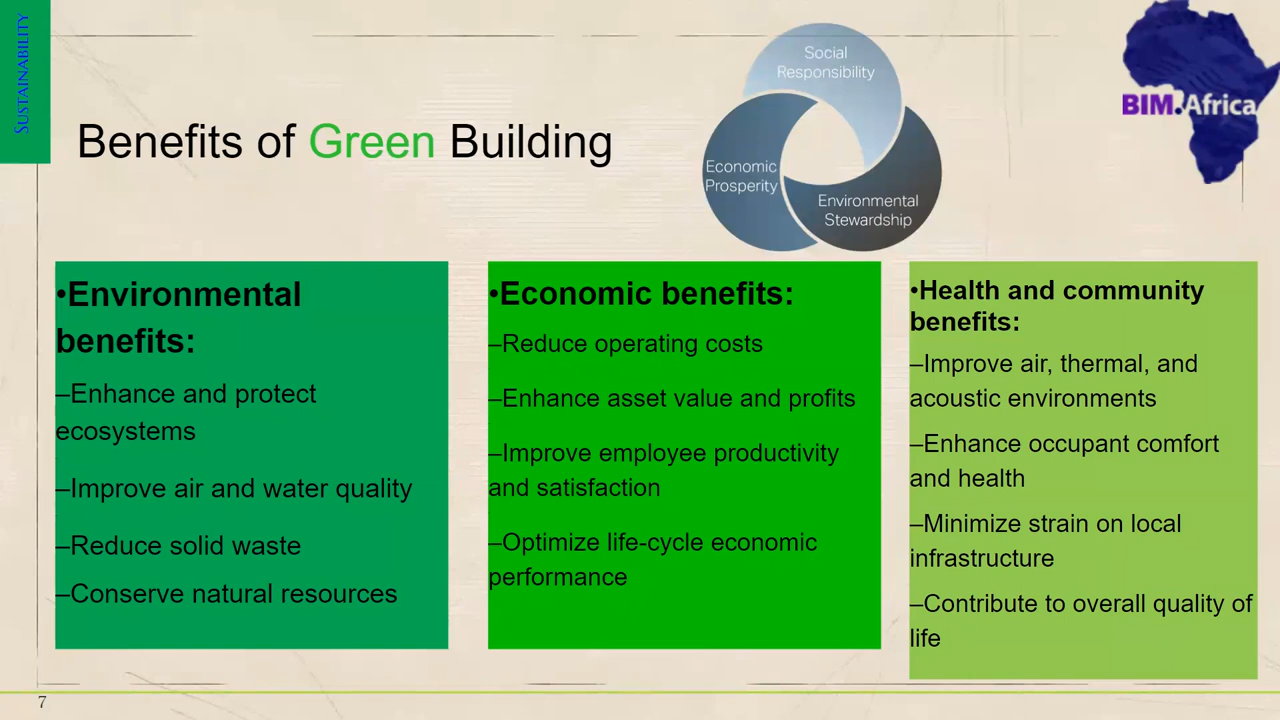 SUSTAINABILITY
Benefits of Green Building
Social
Responsibility
Economic
Prosperity
Environmental
Stewardship
BIM.Africa
•Environmental
benefits:
–Enhance and protect
ecosystems
–Improve air and water quality
–Reduce solid waste
–Conserve natural resources
•Economic benefits:
–Reduce operating costs
–Enhance asset value and profits
–Improve employee productivity
and satisfaction
–Optimize life-cycle economic
performance
•Health and community
benefits:
–Improve air, thermal, and
acoustic environments
–Enhance occupant comfort
and health
–Minimize strain on local
infrastructure
–Contribute to overall quality of
life
7